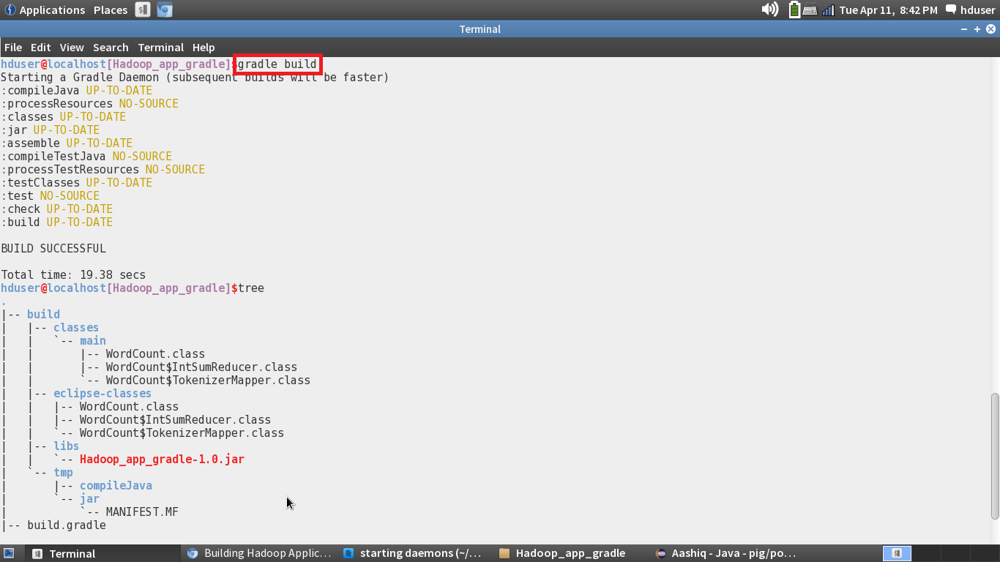 Applications Places Tue Apr 11, 8:42 PM hduser
Terminal
File Edit View Search Terminal Help
hduser@localhost[Hadoop_app_gradle]$gradle build
Starting a Gradle Daemon (subsequent builds will be faster)
:compileJava UP-TO-DATE
:processResources NO-SOURCE
:classes UP-TO-DATE
:jar UP-TO-DATE
:assemble UP-TO-DATE
:compileTestJava NO-SOURCE
:processTestResources NO-SOURCE
:testClasses UP-TO-DATE
:test NO-SOURCE
:check UP-TO-DATE
:build UP-TO-DATE
BUILD SUCCESSFUL
Total time: 19.38 secs
hduser@localhost[Hadoop_app_gradle]$tree
.
|-- build
|   |-- classes
|   |   `-- main
|   |       |-- WordCount.class
|   |       |-- WordCount$IntSumReducer.class
|   |       `-- WordCount$TokenizerMapper.class
|   |-- eclipse-classes
|   |   |-- WordCount.class
|   |   |-- WordCount$IntSumReducer.class
|   |   `-- WordCount$TokenizerMapper.class
|   |-- libs
|   |   `-- Hadoop_app_gradle-1.0.jar
|   `-- tmp
|       |-- compileJava
|       `-- jar
|           `-- MANIFEST.MF
|-- build.gradle
Terminal Building Hadoop Applic... starting daemons (~/... Hadoop_app_gradle Aashiq - Java - pig/po...